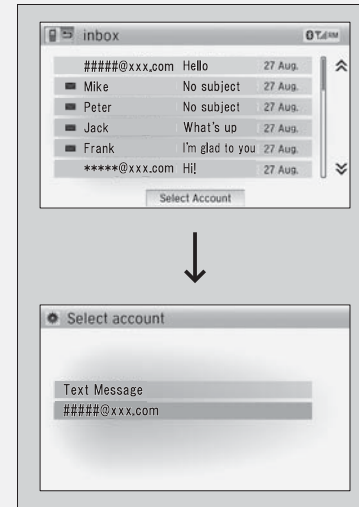 inbox
#####@xxx.com Hello 27 Aug.
Mike No subject 27 Aug.
Peter No subject 27 Aug.
Jack What's up 27 Aug.
Frank I'm glad to you 27 Aug.
*****@xxx.com Hi! 27 Aug.
Select Account
Select account
Text Message
#####@xxx.com